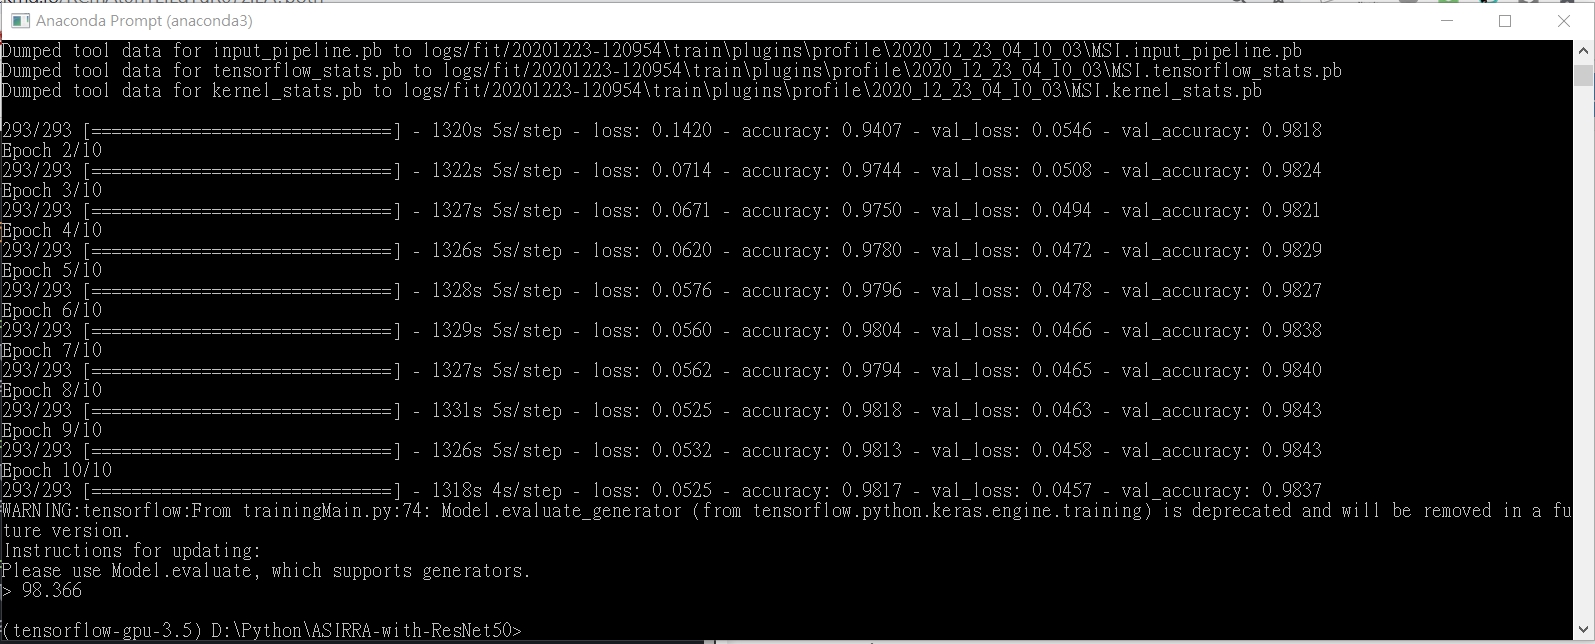 Anaconda Prompt (anaconda3)
Dumped tool data for input_pipeline.pb to logs/fit/20201223-120954\train\plugins\profile\2020_12_23_04_10_03\MSI.input_pipeline.pb
Dumped tool data for tensorflow_stats.pb to logs/fit/20201223-120954\train\plugins\profile\2020_12_23_04_10_03\MSI.tensorflow_stats.pb
Dumped tool data for kernel_stats.pb to logs/fit/20201223-120954\train\plugins\profile\2020_12_23_04_10_03\MSI.kernel_stats.pb
293/293 [==============================] - 1320s 5s/step - loss: 0.1420 - accuracy: 0.9407 - val_loss: 0.0546 - val_accuracy: 0.9818
Epoch 2/10
293/293 [==============================] - 1322s 5s/step - loss: 0.0714 - accuracy: 0.9744 - val_loss: 0.0508 - val_accuracy: 0.9824
Epoch 3/10
293/293 [==============================] - 1327s 5s/step - loss: 0.0671 - accuracy: 0.9750 - val_loss: 0.0494 - val_accuracy: 0.9821
Epoch 4/10
293/293 [==============================] - 1326s 5s/step - loss: 0.0620 - accuracy: 0.9780 - val_loss: 0.0472 - val_accuracy: 0.9829
Epoch 5/10
293/293 [==============================] - 1328s 5s/step - loss: 0.0576 - accuracy: 0.9796 - val_loss: 0.0478 - val_accuracy: 0.9827
Epoch 6/10
293/293 [==============================] - 1329s 5s/step - loss: 0.0560 - accuracy: 0.9804 - val_loss: 0.0466 - val_accuracy: 0.9838
Epoch 7/10
293/293 [==============================] - 1327s 5s/step - loss: 0.0562 - accuracy: 0.9794 - val_loss: 0.0465 - val_accuracy: 0.9840
Epoch 8/10
293/293 [==============================] - 1331s 5s/step - loss: 0.0525 - accuracy: 0.9818 - val_loss: 0.0463 - val_accuracy: 0.9843
Epoch 9/10
293/293 [==============================] - 1326s 5s/step - loss: 0.0532 - accuracy: 0.9813 - val_loss: 0.0458 - val_accuracy: 0.9843
Epoch 10/10
293/293 [==============================] - 1318s 4s/step - loss: 0.0525 - accuracy: 0.9817 - val_loss: 0.0457 - val_accuracy: 0.9837
WARNING:tensorflow:From trainingMain.py:74: Model.evaluate_generator (from tensorflow.python.keras.engine.training) is deprecated and will be removed in a fu
ture version.
Instructions for updating:
Please use Model.evaluate, which supports generators.
> 98.366
(tensorflow-gpu-3.5) D:\Python\ASIRRA-with-ResNet50>